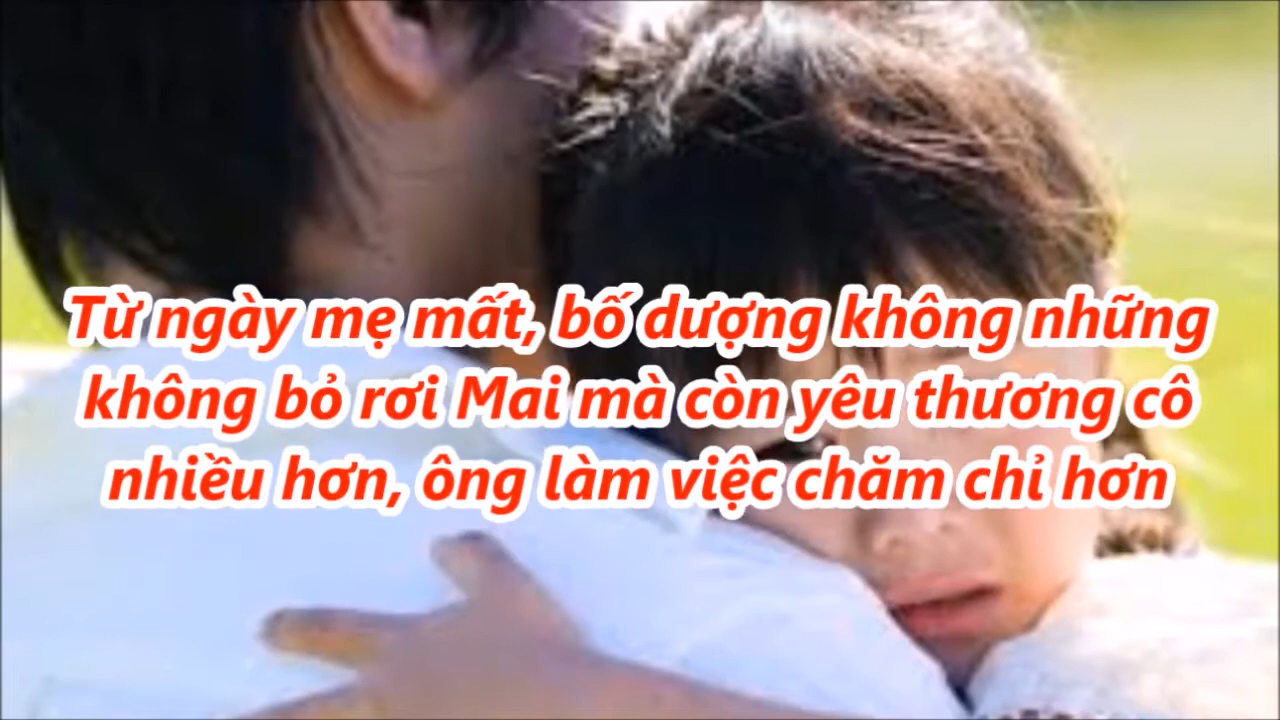 Từ ngày mẹ mất, bố dượng không những
không bỏ rơi Mai mà còn yêu thương cô
nhiều hơn, ông làm việc chăm chỉ hơn